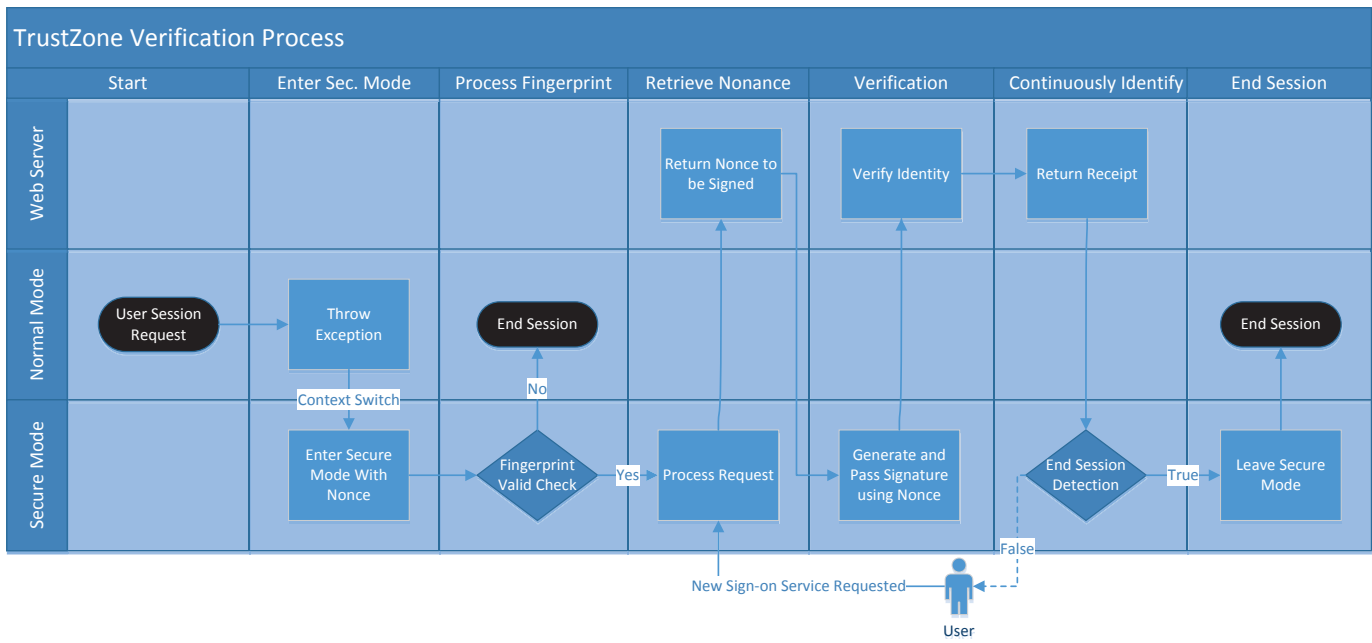 TrustZone Verification Process
Start
Enter Sec. Mode
Process Fingerprint
Retrieve Nonance
Verification
Continuously Identify
End Session
Web Server
Return Nonce to
be Signed
Verify Identity
Return Receipt
Normal Mode
User Session
Request
Throw
Exception
End Session
End Session
No
Context Switch
Secure Mode
Enter Secure
Mode With
Nonce
Fingerprint
Valid Check
Yes
Process Request
Generate and
Pass Signature
using Nonce
End Session
Detection
True
Leave Secure
Mode
False
New Sign-on Service Requested
User